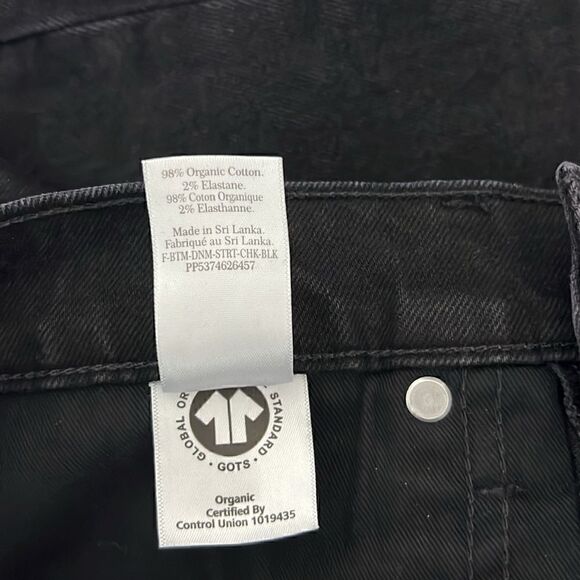 98% Organic Cotton.
2% Elastane.
98% Coton Organique
2% Elasthanne.
Made in Sri Lanka.
Fabriqué au Sri Lanka.
F-BTM-DNM-STRT-CHK-BLK
PP5374626457
GLOBAL OR
STANDARD
· GOTS ·
Organic
Certified By
Control Union 1019435